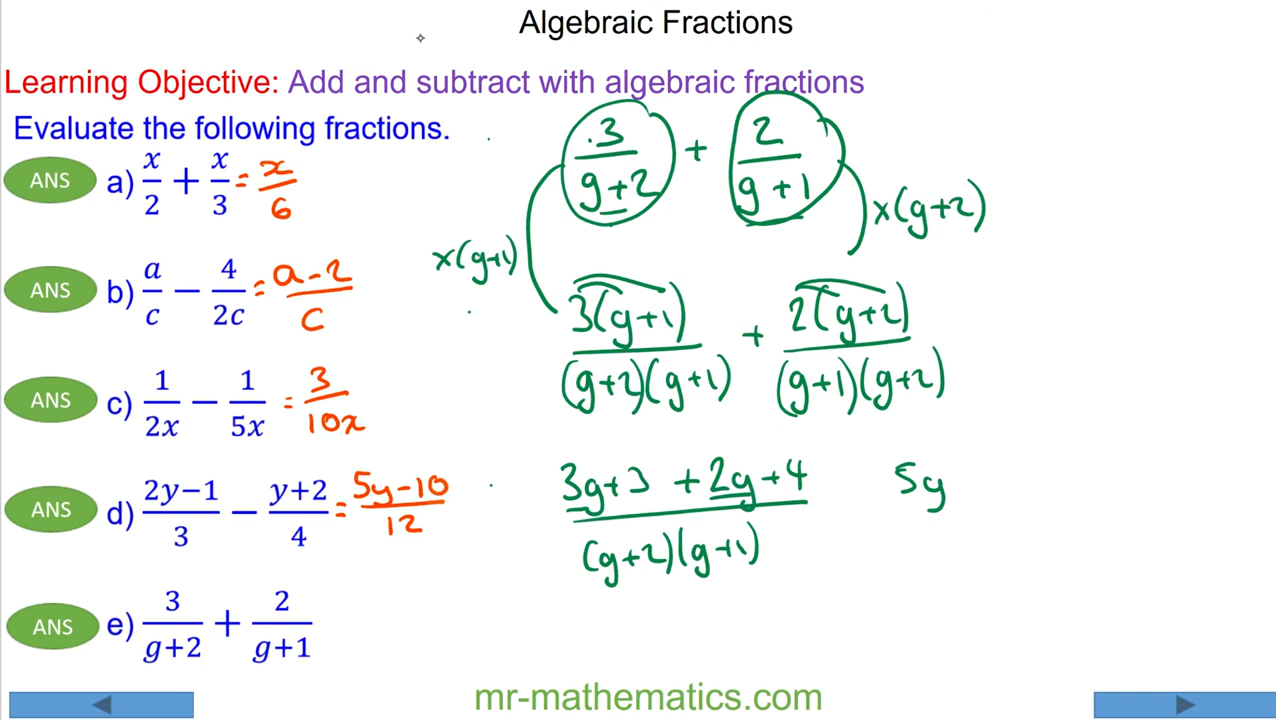 Algebraic Fractions
Learning Objective: Add and subtract with algebraic fractions
Evaluate the following fractions.
ANS a) x/2 + x/3 = x/6
ANS b) a/c − 4/2c = a-2/c
ANS c) 1/2x − 1/5x = 3/10x
ANS d) 2y−1/3 − y+2/4 = 5y-10/12
ANS e) 3/g+2 + 2/g+1
.3/g+2 + 2/g+1
x(g+1)
x(g+2)
3(g+1)/(g+2)(g+1) + 2(g+2)/(g+1)(g+2)
3g+3 + 2g+4/(g+2)(g+1)
5g
mr-mathematics.com